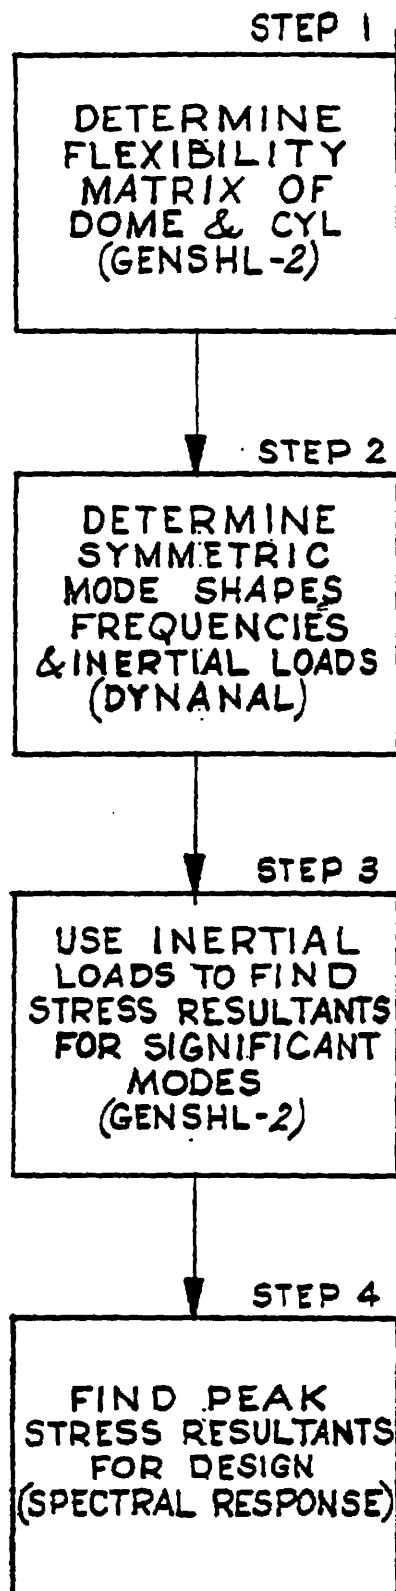 STEP 1
DETERMINE
FLEXIBILITY
MATRIX OF
DOME & CYL
(GENSHL-2)
STEP 2
DETERMINE
SYMMETRIC
MODE SHAPES
FREQUENCIES
& INERTIAL LOADS
(DYNANAL)
STEP 3
USE INERTIAL
LOADS TO FIND
STRESS RESULTANTS
FOR SIGNIFICANT
MODES
(GENSHL-2)
STEP 4
FIND PEAK
STRESS RESULTANTS
FOR DESIGN
(SPECTRAL RESPONSE)